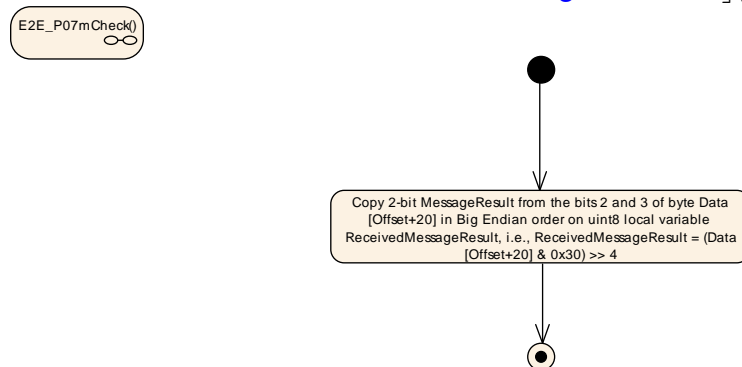 E2E_P07mCheck()
Copy 2-bit MessageResult from the bits 2 and 3 of byte Data
[Offset+20] in Big Endian order on uint8 local variable
ReceivedMessageResult, i.e., ReceivedMessageResult = (Data
[Offset+20] & 0x30) >> 4